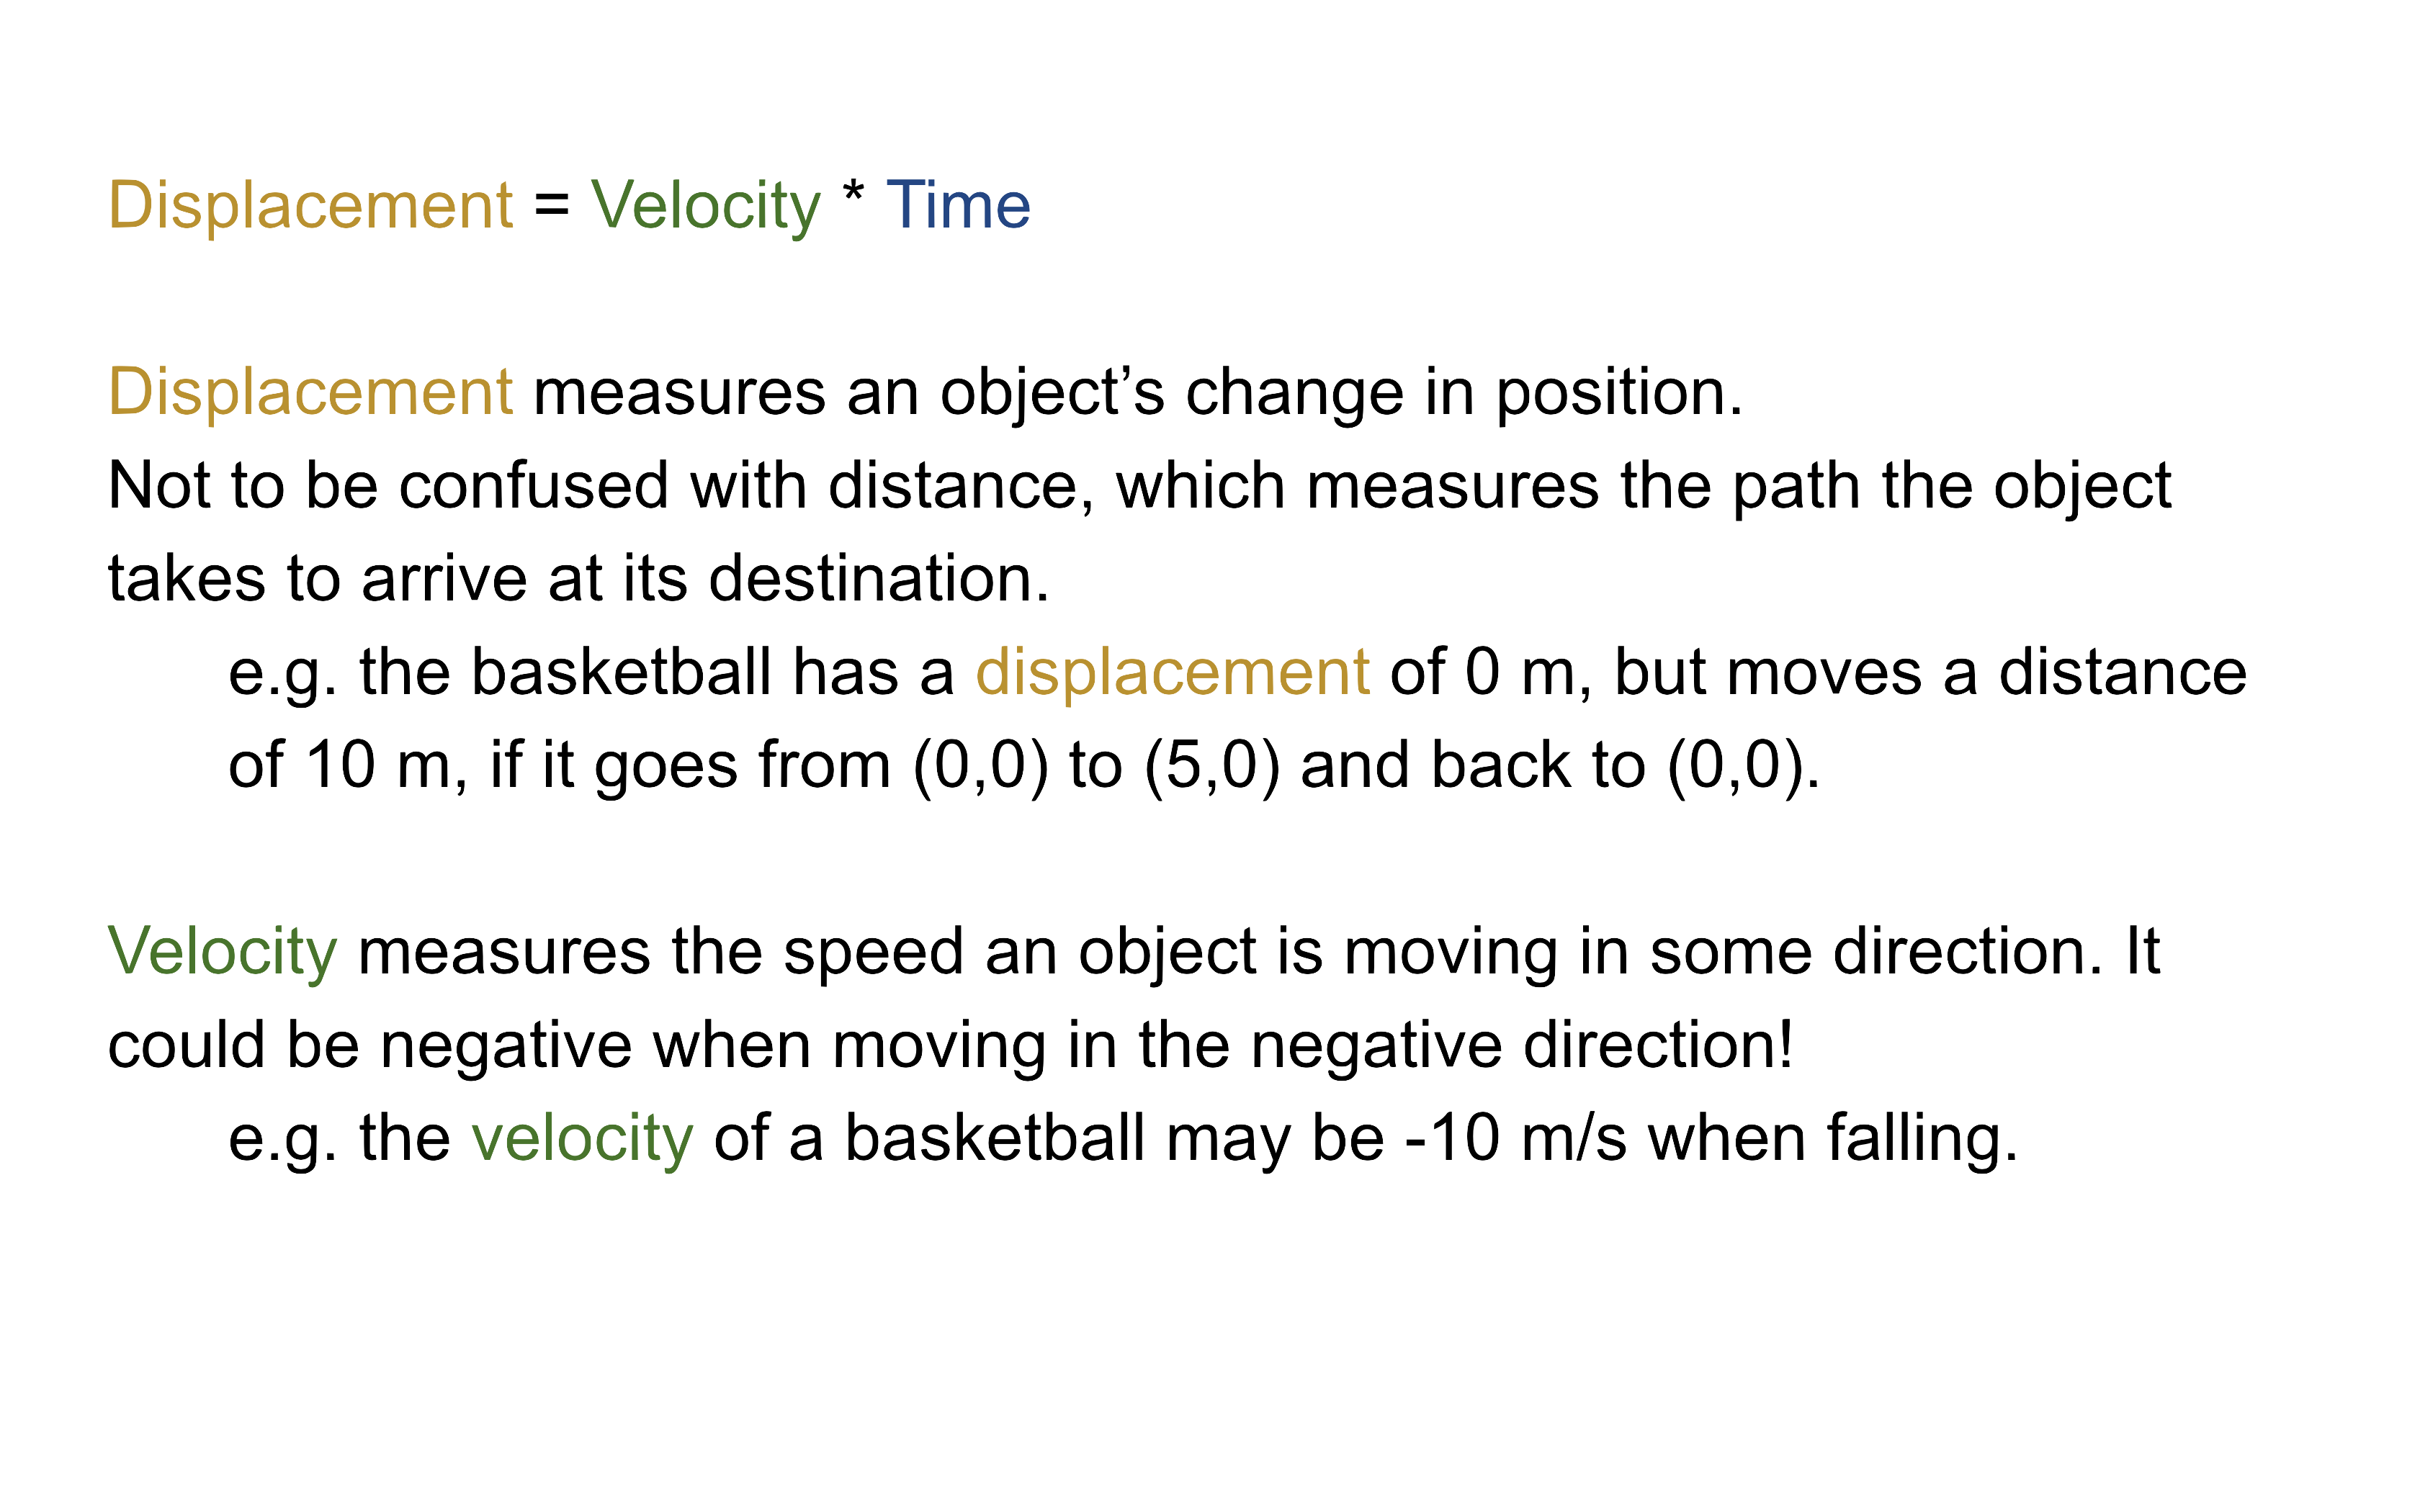 Displacement = Velocity * Time
Displacement measures an object’s change in position.
Not to be confused with distance, which measures the path the object
takes to arrive at its destination.
e.g. the basketball has a displacement of 0 m, but moves a distance
of 10 m, if it goes from (0,0) to (5,0) and back to (0,0).
Velocity measures the speed an object is moving in some direction. It
could be negative when moving in the negative direction!
e.g. the velocity of a basketball may be -10 m/s when falling.